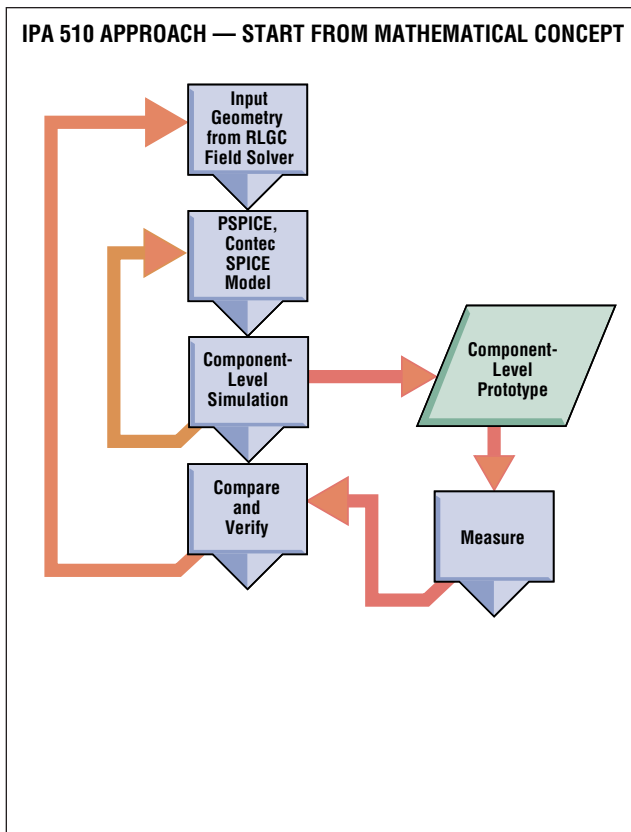 IPA 510 APPROACH — START FROM MATHEMATICAL CONCEPT
Input
Geometry
from RLGC
Field Solver
PSPICE,
Contec
SPICE
Model
Component-
Level
Simulation
Component-
Level
Prototype
Compare
and
Verify
Measure